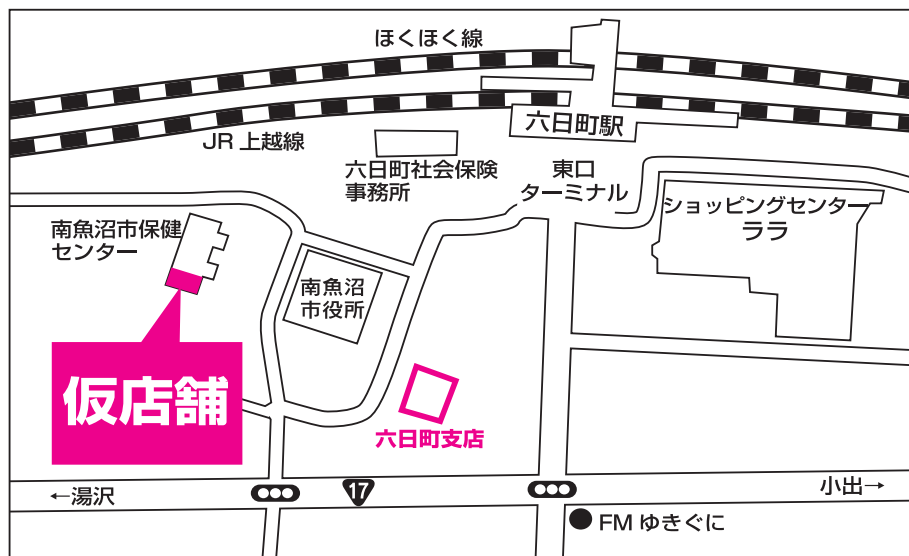 ほくほく線
JR 上越線
六日町駅
六日町社会保険
事務所
東口
ターミナル
ショッピングセンター
ララ
南魚沼市保健
センター
南魚沼
市役所
仮店舗
六日町支店
←湯沢
17
小出→
FM ゆきぐに